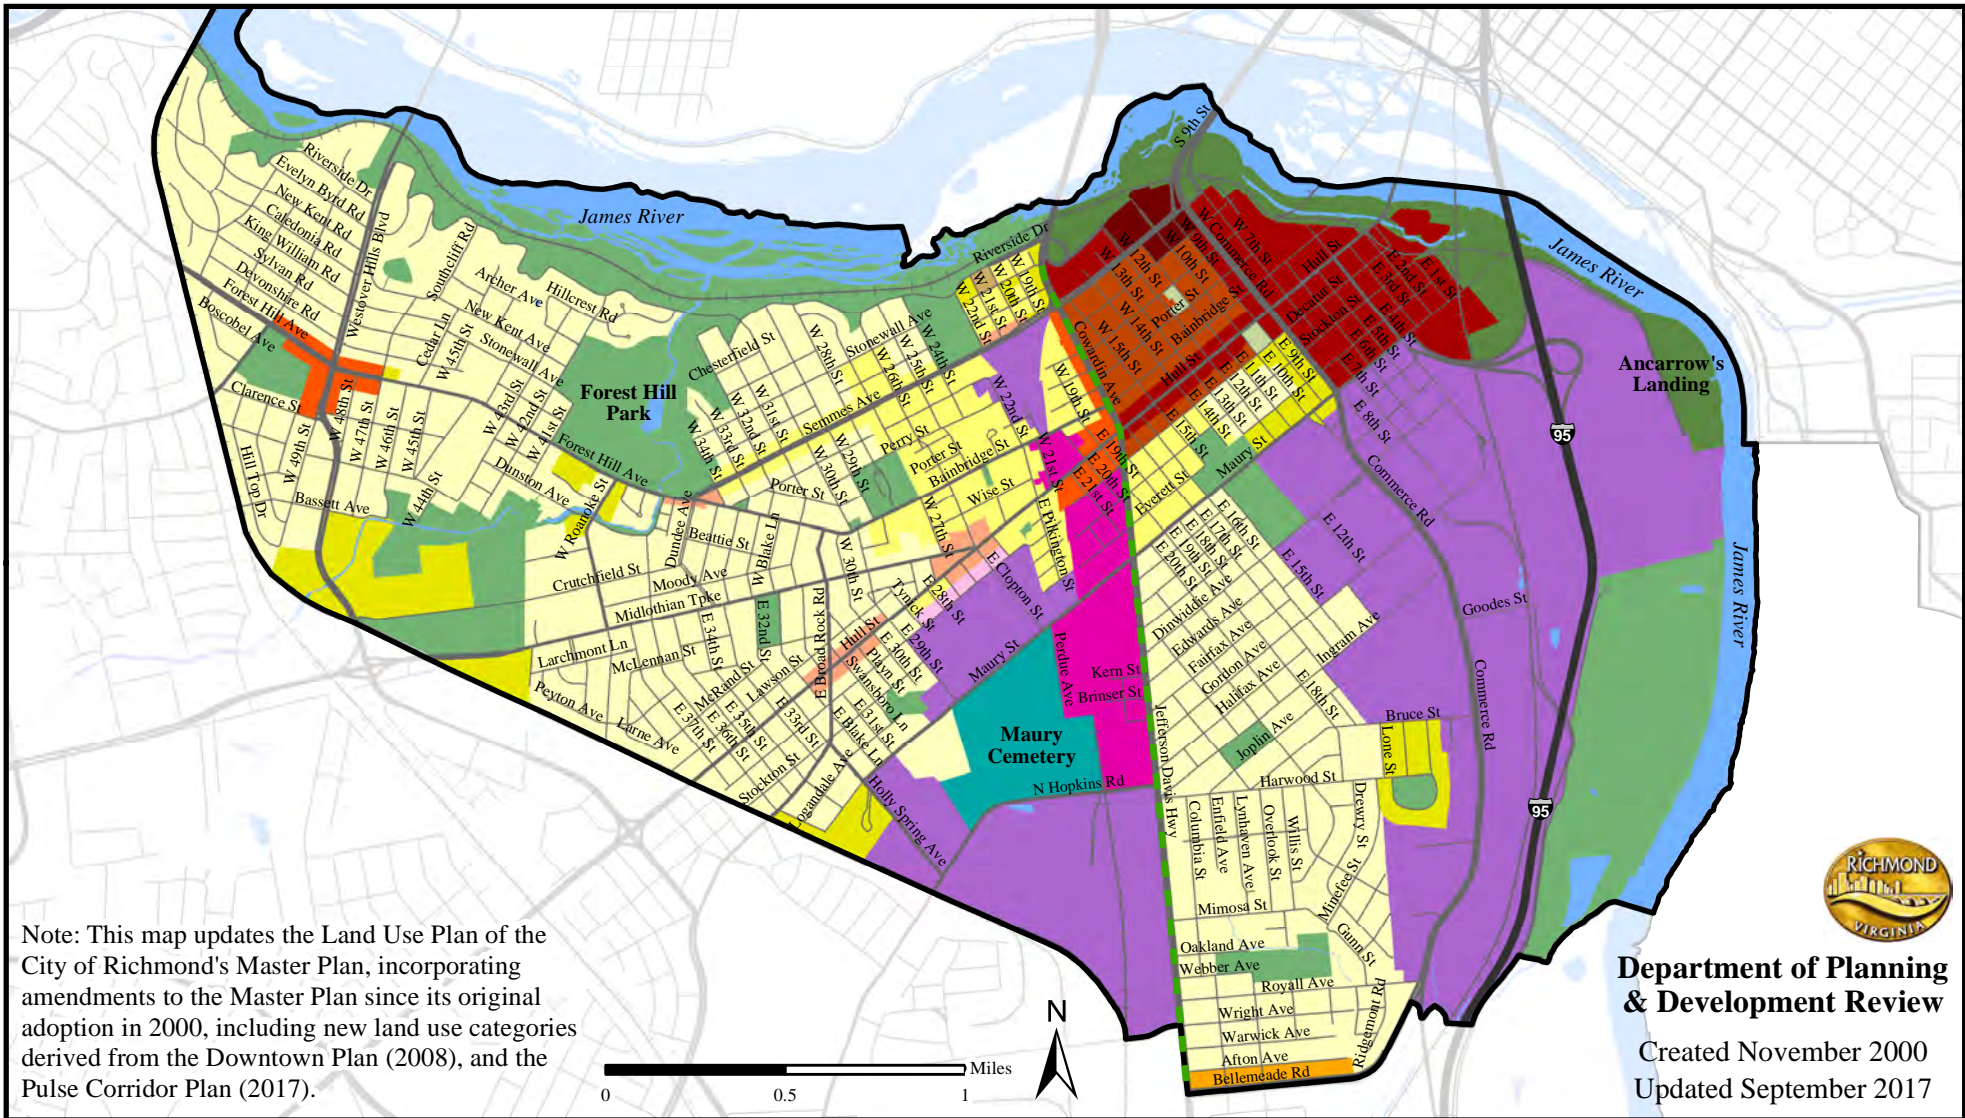 S 9th St
James River
Riverside Dr
Evelyn Byrd Rd
New Kent Rd
Caledonia Rd
King William Rd
Sylvan Rd
Devonshire Rd
Forest Hill Ave
Boscobel Ave
Westover Hills Blvd
Southcliff Rd
Archer Ave
Hillcrest Rd
New Kent Ave
Stonewall Ave
Cedar Ln
W 45th St
Clarence St
W 49th St
W 48th St
W 47th St
W 46th St
W 45th St
W 44th St
W 43rd St
W 42nd St
W 41st St
Hill Top Dr
Bassett Ave
Dunston Ave
Forest Hill Ave
W Roanoke St
Forest Hill
Park
Chesterfield St
W 34th St
W 33rd St
W 32nd St
W 31st St
W 28th St
Stonewall Ave
W 26th St
W 25th St
W 24th St
Semmes Ave
W 30th St
W 29th St
Perry St
Porter St
Bainbridge St
Wise St
W 27th St
Porter St
Riverside Dr
W 22nd St
W 21st St
W 20th St
W 19th St
W 22nd St
W 19th St
W 21st St
Cowardin Ave
W 13th St
W 12th St
W 10th St
W 9th St
W Commerce Rd
W 7th St
W 15th St
W 14th St
Porter St
Bainbridge St
Hull St
Hull St
Decatur St
Stockton St
E 1st St
E 2nd St
E 3rd St
E 4th St
E 5th St
E 6th St
E 7th St
E 8th St
E 9th St
E 10th St
E 11th St
E 12th St
E 13th St
E 14th St
E 15th St
Maury St
E 19th St
E 20th St
E 21st St
Everett St
E Pilkington St
E Clopton St
E 16th St
E 17th St
E 18th St
E 19th St
E 20th St
E 12th St
E 15th St
Commerce Rd
Goodes St
Commerce Rd
James River
James River
Ancarrow's
Landing
95
95
Dundee Ave
Beattie St
W Blake Ln
Crutchfield St
Moody Ave
Midlothian Tpke
W 30th St
Tynick St
E 28th St
E 29th St
E 30th St
Playn St
Swansboro Ln
E 31st St
E Blake Ln
Hull St
E Broad Rock Rd
E 32nd St
E 34th St
Larchmont Ln
McLennan St
McRand St
Lawson St
E 33rd St
E 35th St
E 36th St
E 37th St
Peyton Ave
Larne Ave
Stockton St
Logandale Ave
Holly Spring Ave
Maury St
Maury
Cemetery
Perdue Ave
Kern St
Brinser St
N Hopkins Rd
Jefferson Davis Hwy
Dinwiddie Ave
Edwards Ave
Fairfax Ave
Gordon Ave
Halifax Ave
Ingram Ave
E 18th St
Joplin Ave
Bruce St
Lone St
Harwood St
Columbia St
Enfield Ave
Lynhaven Ave
Overlook St
Willis St
Drewry St
Minefee St
Gunn St
Mimosa St
Oakland Ave
Webber Ave
Royall Ave
Wright Ave
Warwick Ave
Afton Ave
Bellemeade Rd
Ridgemont Rd
Note: This map updates the Land Use Plan of the
City of Richmond's Master Plan, incorporating
amendments to the Master Plan since its original
adoption in 2000, including new land use categories
derived from the Downtown Plan (2008), and the
Pulse Corridor Plan (2017).
0 0.5 1 Miles
N
RICHMOND
VIRGINIA
Department of Planning
& Development Review
Created November 2000
Updated September 2017